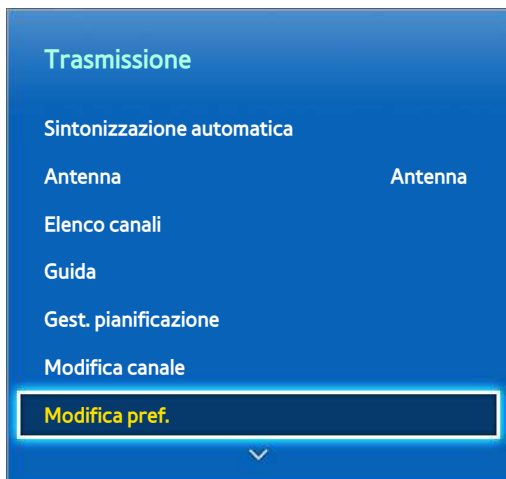 Trasmissione
Sintonizzazione automatica
Antenna Antenna
Elenco canali
Guida
Gest. pianificazione
Modifica canale
Modifica pref.